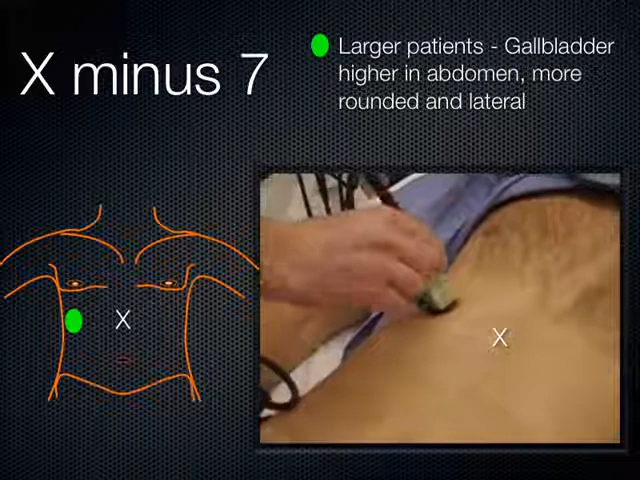 X minus 7
Larger patients - Gallbladder
higher in abdomen, more
rounded and lateral
X
X